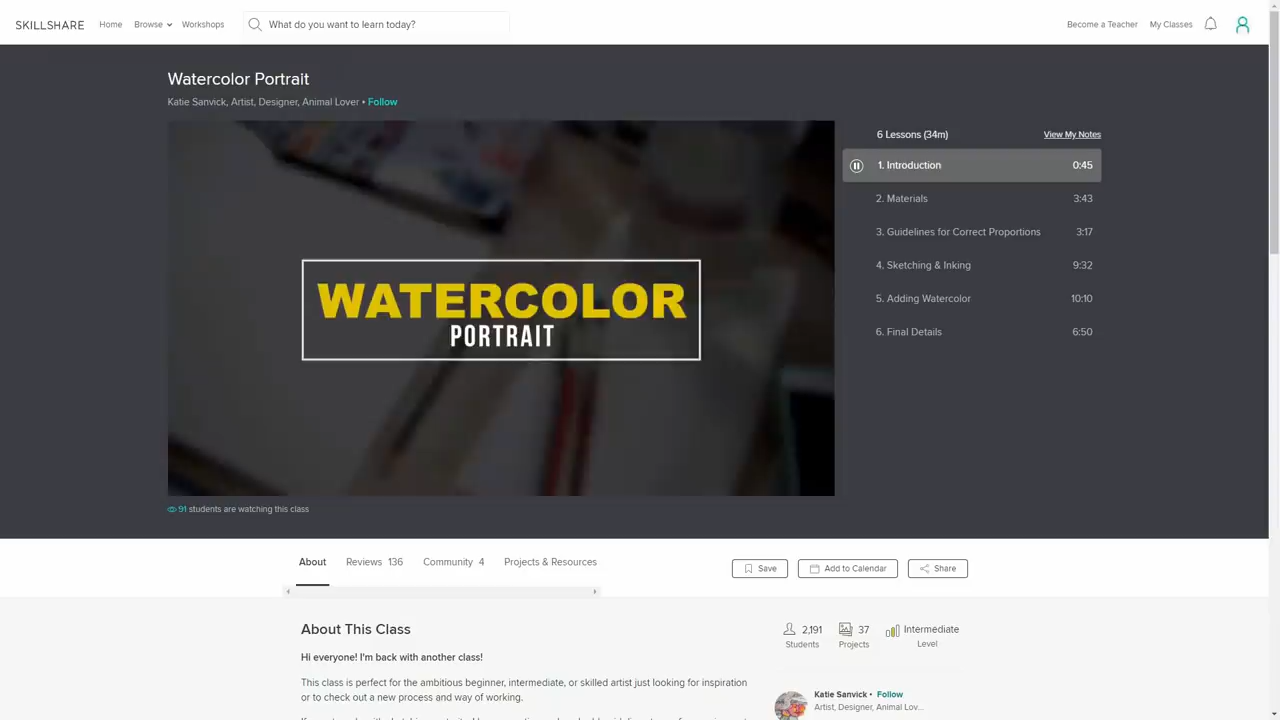 SKILLSHARE Home Browse Workshops What do you want to learn today? Become a Teacher My Classes
Watercolor Portrait
Katie Sanvick, Artist, Designer, Animal Lover • Follow
WATERCOLOR
PORTRAIT
91 students are watching this class
6 Lessons (34m) View My Notes
1. Introduction 0:45
2. Materials 3:43
3. Guidelines for Correct Proportions 3:17
4. Sketching & Inking 9:32
5. Adding Watercolor 10:10
6. Final Details 6:50
About Reviews 136 Community 4 Projects & Resources Save Add to Calendar Share
About This Class
Hi everyone! I'm back with another class!
This class is perfect for the ambitious beginner, intermediate, or skilled artist just looking for inspiration
or to check out a new process and way of working.
2,191 37 Intermediate
Students Projects Level
Katie Sanvick • Follow
Artist, Designer, Animal Lov...